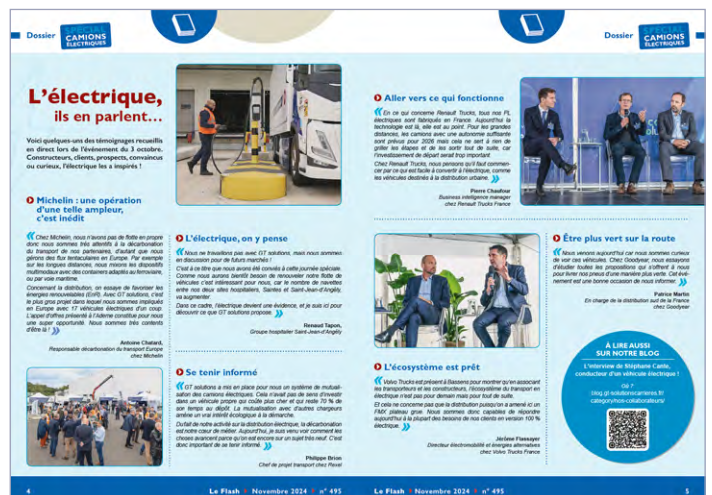 Dossier
SPÉCIAL
CAMIONS
ÉLECTRIQUES
L'électrique,
ils en parlent…
Voici quelques-uns des témoignages recueillis
en direct lors de l'événement du 3 octobre.
Constructeurs, clients, prospects, convaincus
ou curieux, l'électrique les a inspirés !
Michelin : une opération
d'une telle ampleur,
c'est inédit
« Chez Michelin, nous n'avons pas de flotte en propre
donc nous sommes très attentifs à la décarbonation
du transport de nos partenaires, d'autant que nous
gérons des flux tentaculaires en Europe. Par exemple
sur les longues distances, nous misons les dispositifs
multimodaux avec des containers adaptés au ferroviaire,
ou par voie maritime.
Concernant la distribution, on essaye de favoriser les
énergies renouvelables (EnR). Avec GT solutions, c'est
le plus gros projet dans lequel nous sommes impliqués
en Europe avec 17 véhicules électriques d'un coup.
L'appel d'offres présenté à l'interne constitue pour nous
une super opportunité. Nous sommes très contents
d'être là ! »
Antoine Chatard,
Responsable décarbonation du transport Europe
chez Michelin
L'électrique, on y pense
« Nous ne travaillons pas avec GT solutions, mais nous sommes
en discussion pour de futurs marchés !
C'est à ce titre que nous avons été conviés à cette journée spéciale.
Comme nous aurons bientôt besoin de renouveler notre flotte de
véhicules c'est intéressant pour nous, car le nombre de navettes
entre nos deux sites hospitaliers, Saintes et Saint-Jean-d'Angély,
va augmenter.
Dans ce cadre, l'électrique devient une évidence, et je suis ici pour
découvrir ce que GT solutions propose. »
Renaud Tapon,
Groupe hospitalier Saint-Jean-d'Angély
Se tenir informé
« GT solutions a mis en place pour nous un système de mutuali-
sation des camions électriques. Cela n'avait pas de sens d'investir
dans un véhicule propre qui coûte plus cher et qui reste 70 % de
son temps au dépôt. La mutualisation avec d'autres chargeurs
amène un vrai intérêt écologique à la démarche.
Du fait de notre activité sur la distribution électrique, la décarbonation
est notre cœur de métier. Aujourd'hui, je suis venu voir comment les
choses avancent parce qu'on est encore sur un sujet très neuf. C'est
donc important de se tenir informé. »
Philippe Brion
Chef de projet transport chez Rexel
4
Le Flash • Novembre 2024 • n° 495
Dossier
SPÉCIAL
CAMIONS
ÉLECTRIQUES
Aller vers ce qui fonctionne
« En ce qui concerne Renault Trucks, tous nos PL
électriques sont fabriqués en France. Aujourd'hui la
technologie est là, elle est au point. Pour les grandes
distances, les camions avec une autonomie suffisante
sont prévus pour 2026 mais cela ne sert à rien de
griller les étapes et de les sortir tout de suite, car
l'investissement de départ serait trop important
Chez Renault Trucks, nous pensons qu'il faut commen-
cer par ce qui est facile à convertir à l'électrique, comme
les véhicules destinés à la distribution urbaine. »
Pierre Chaufour
Business intelligence manager
chez Renault Trucks France
L'écosystème est prêt
« Volvo Trucks est présent à Bassens pour montrer qu'en associant
les transporteurs et les constructeurs, l'écosystème du transport en
électrique n'est pas pour demain mais pour tout de suite.
Et cela ne concerne pas que la distribution puisqu'on a amené ici un
FMX plateau grue. Nous sommes donc capables de répondre
aujourd'hui à la plupart des besoins de nos clients en version 100 %
électrique. »
Jérôme Flassayer
Directeur électromobilité et énergies alternatives
chez Volvo Trucks France
Être plus vert sur la route
« Nous venons aujourd'hui car nous sommes curieux
de voir ces véhicules. Chez Goodyear, nous essayons
d'étudier toutes les propositions qui s'offrent à nous
pour livrer nos pneus d'une manière plus verte. Cet évé-
nement est une bonne occasion de nous informer. »
Patrice Martin
En charge de la distribution sud de la France
chez Goodyear
À LIRE AUSSI
SUR NOTRE BLOG
L'interview de Stéphane Cante,
conducteur d'un véhicule électrique !
Où ?
blog.gt-solutionscarrieres.fr/
category/nos-collaborateurs/
Le Flash • Novembre 2024 • n° 495
5